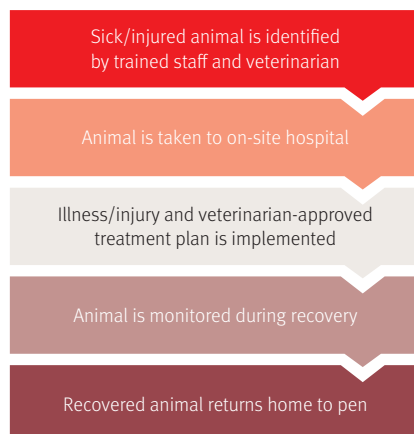 Sick/injured animal is identified
by trained staff and veterinarian
Animal is taken to on-site hospital
Illness/injury and veterinarian-approved
treatment plan is implemented
Animal is monitored during recovery
Recovered animal returns home to pen